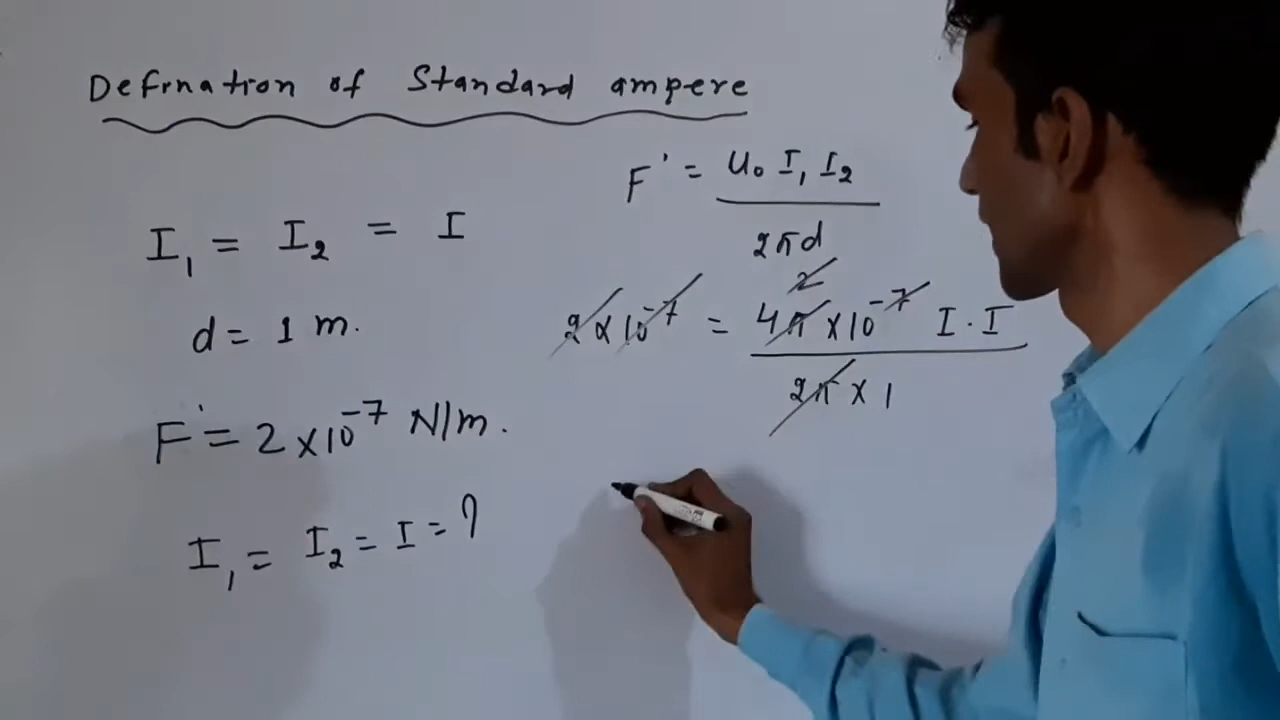 Defination of Standard ampere
I₁ = I₂ = I
d = 1 m.
F' = 2 x 10⁻⁷ N/m.
I₁ = I₂ = I = ?
F' = u₀ I₁ I₂ / 2πd
2
2 x 10⁻⁷ = 4π x 10⁻⁷ I · I / 2π x 1